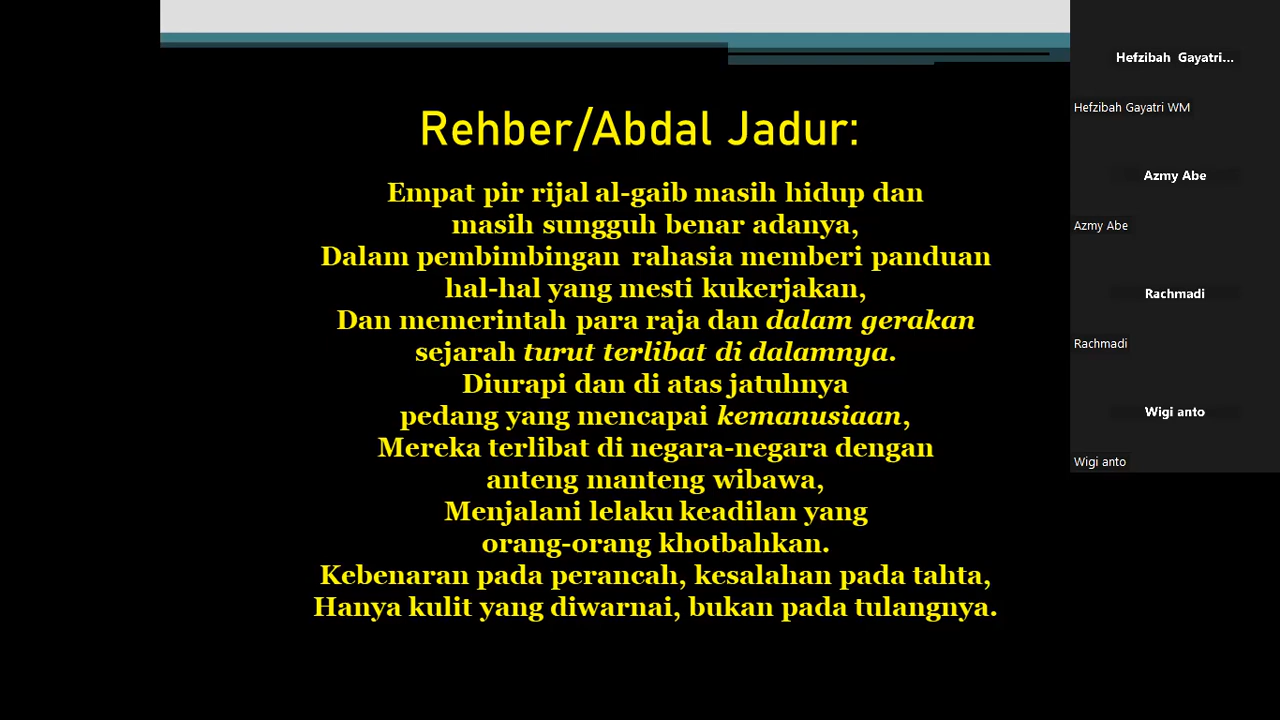 Rehber/Abdal Jadur:
Empat pir rijal al-gaib masih hidup dan
masih sungguh benar adanya,
Dalam pembimbingan rahasia memberi panduan
hal-hal yang mesti kukerjakan,
Dan memerintah para raja dan dalam gerakan
sejarah turut terlibat di dalamnya.
Diurapi dan di atas jatuhnya
pedang yang mencapai kemanusiaan,
Mereka terlibat di negara-negara dengan
anteng manteng wibawa,
Menjalani lelaku keadilan yang
orang-orang khotbahkan.
Kebenaran pada perancah, kesalahan pada tahta,
Hanya kulit yang diwarnai, bukan pada tulangnya.
Hefzibah Gayatri...
Hefzibah Gayatri WM
Azmy Abe
Azmy Abe
Rachmadi
Rachmadi
Wigi anto
Wigi anto